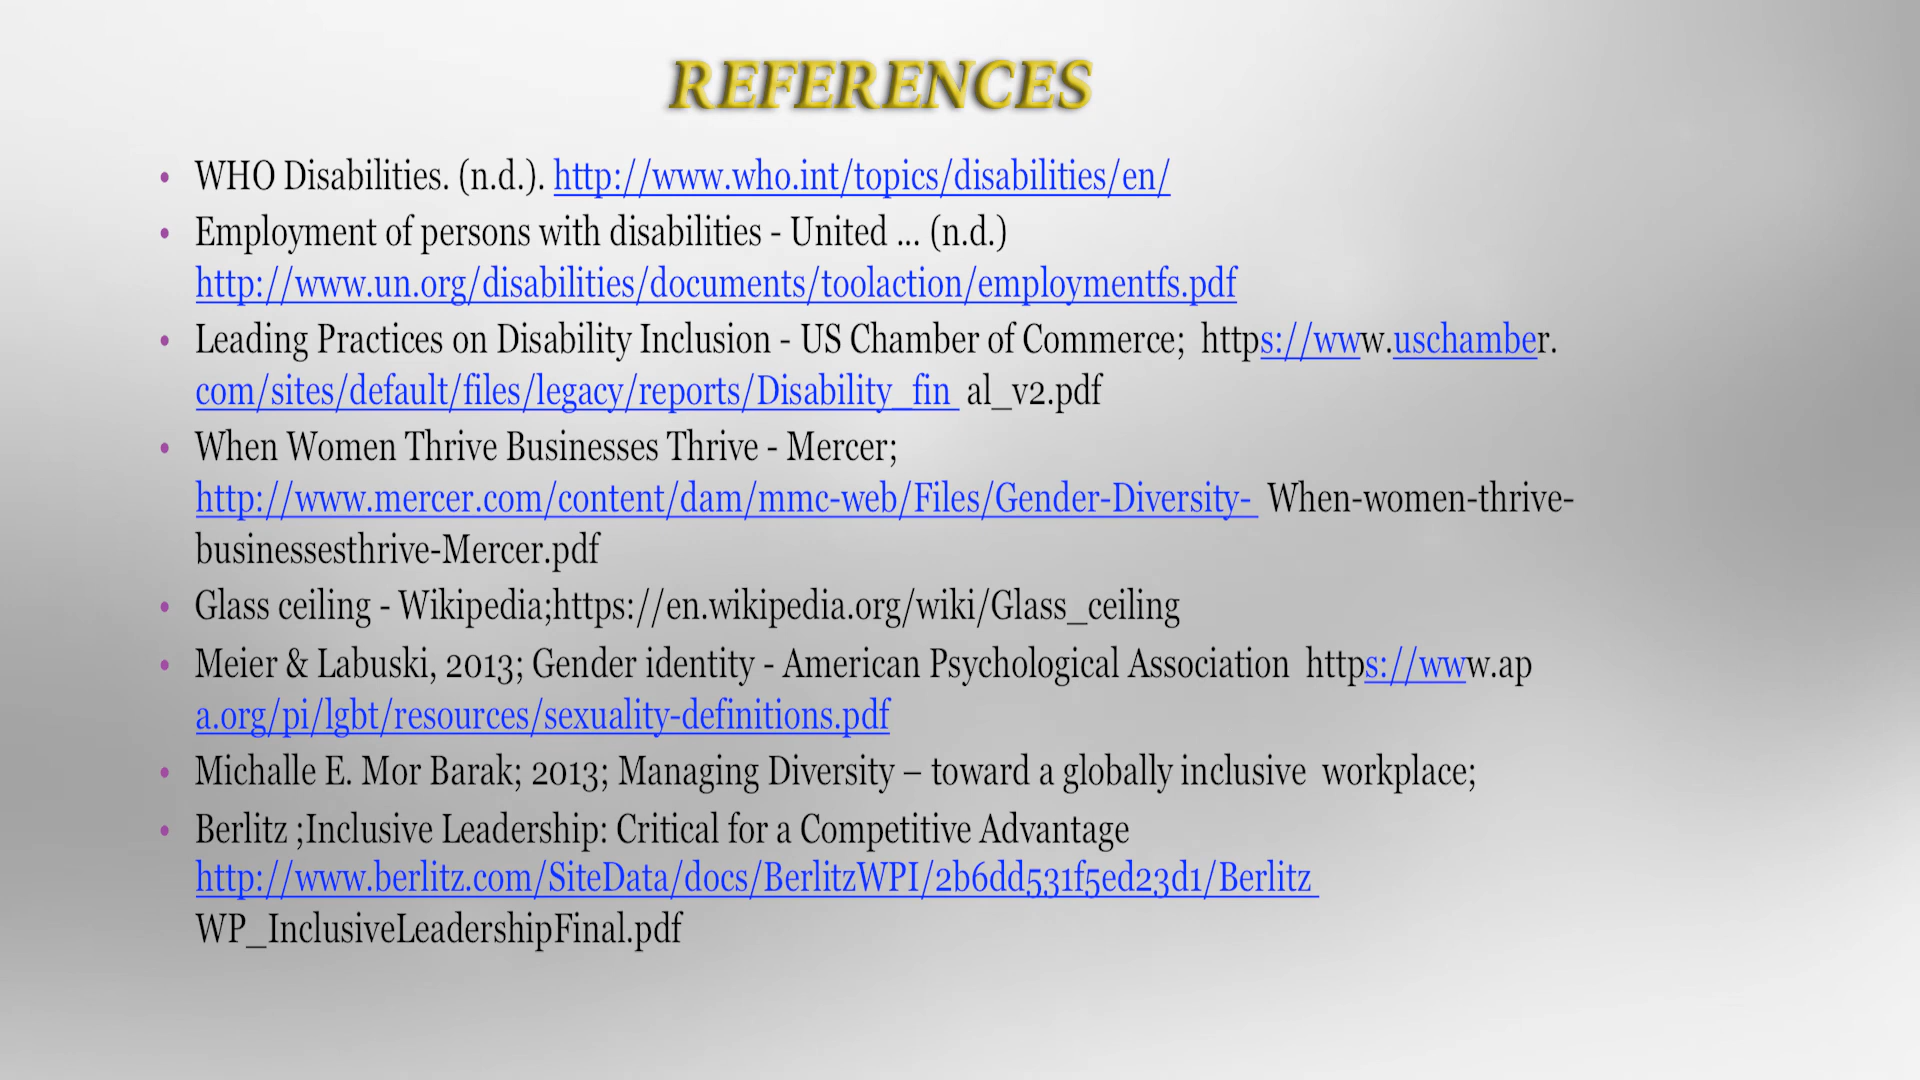 REFERENCES
• WHO Disabilities. (n.d.). http://www.who.int/topics/disabilities/en/
• Employment of persons with disabilities - United ... (n.d.)
http://www.un.org/disabilities/documents/toolaction/employmentfs.pdf
• Leading Practices on Disability Inclusion - US Chamber of Commerce; https://www.uschamber.
com/sites/default/files/legacy/reports/Disability_fin al_v2.pdf
• When Women Thrive Businesses Thrive - Mercer;
http://www.mercer.com/content/dam/mmc-web/Files/Gender-Diversity- When-women-thrive-
businessesthrive-Mercer.pdf
• Glass ceiling - Wikipedia;https://en.wikipedia.org/wiki/Glass_ceiling
• Meier & Labuski, 2013; Gender identity - American Psychological Association https://www.ap
a.org/pi/lgbt/resources/sexuality-definitions.pdf
• Michalle E. Mor Barak; 2013; Managing Diversity – toward a globally inclusive workplace;
• Berlitz ;Inclusive Leadership: Critical for a Competitive Advantage
http://www.berlitz.com/SiteData/docs/BerlitzWPI/2b6dd531f5ed23d1/Berlitz
WP_InclusiveLeadershipFinal.pdf